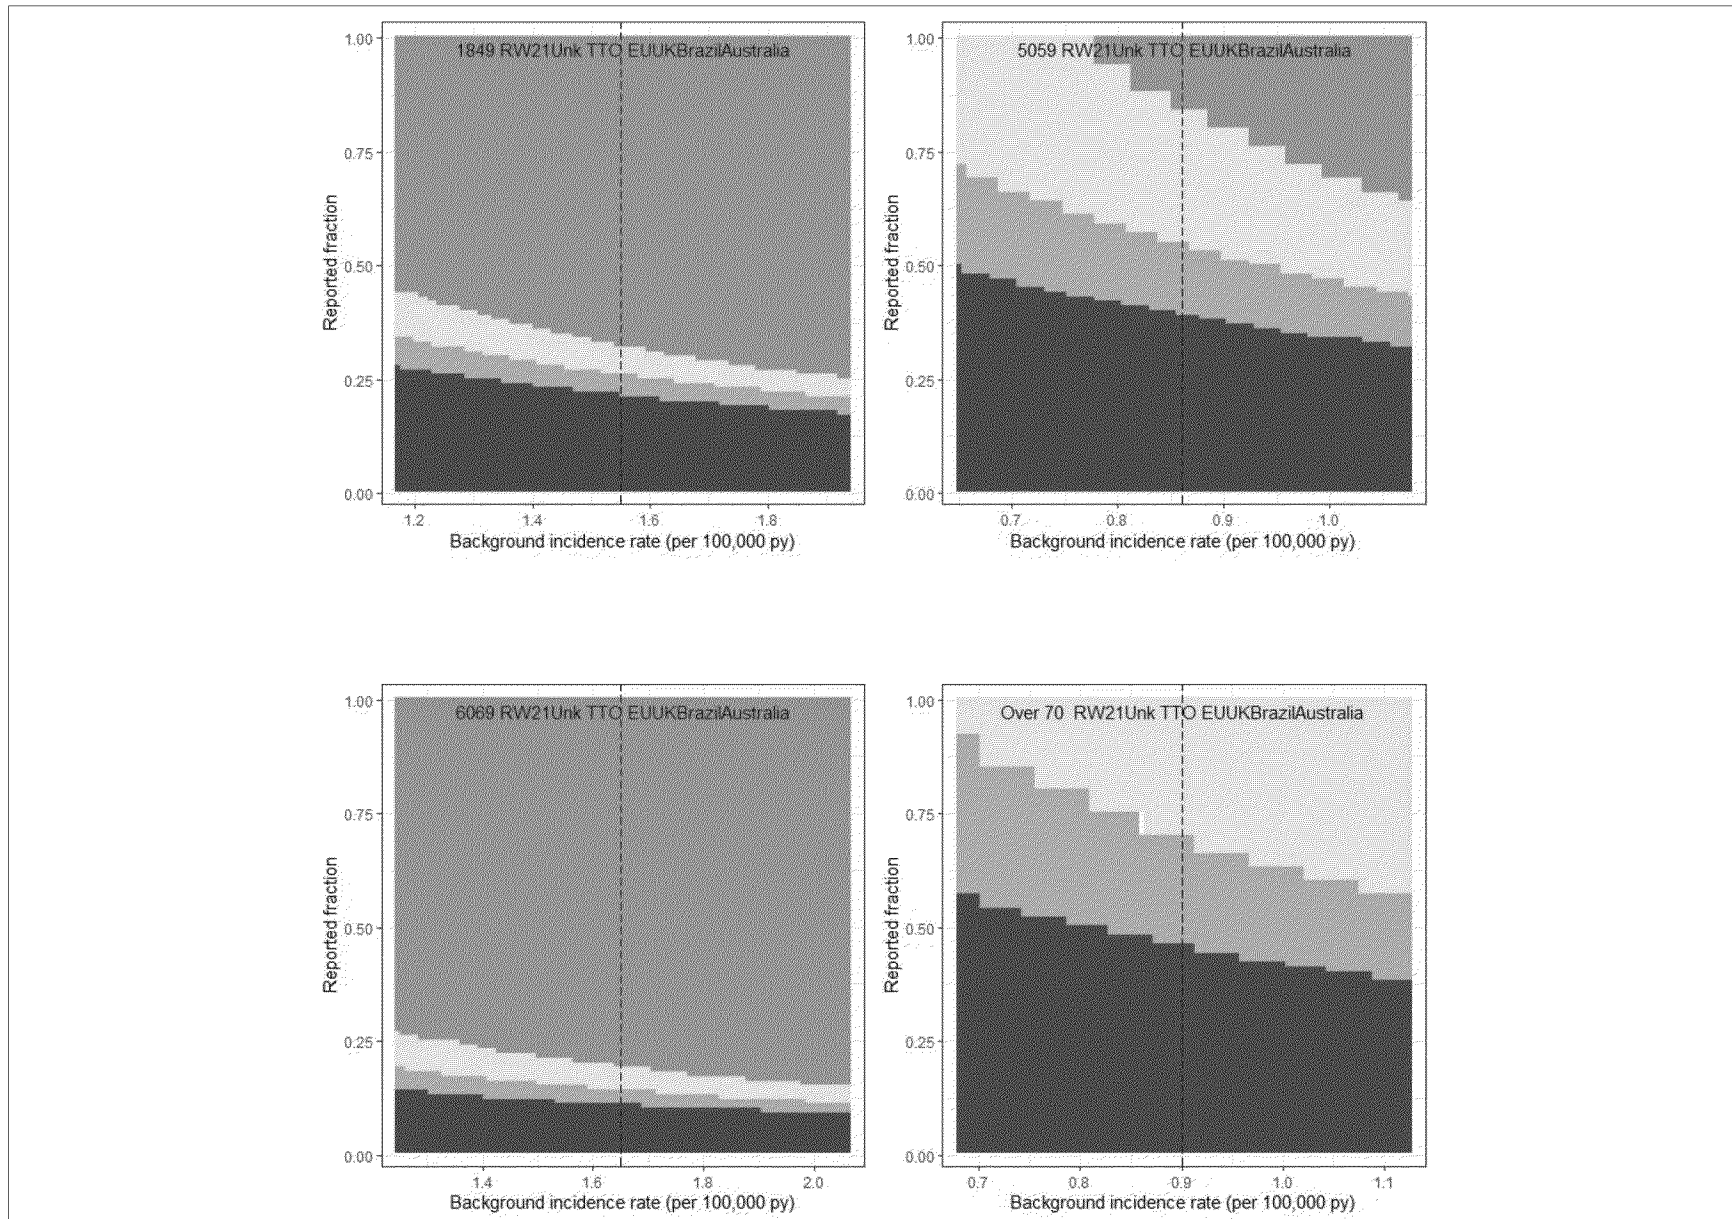 1849 RW21Unk TTO EUUKBrazilAustralia
1.00
0.75
0.50
0.25
0.00
Reported fraction
1.2 1.4 1.6 1.8
Background incidence rate (per 100,000 py)
5059 RW21Unk TTO EUUKBrazilAustralia
1.00
0.75
0.50
0.25
0.00
Reported fraction
0.7 0.8 0.9 1.0
Background incidence rate (per 100,000 py)
6069 RW21Unk TTO EUUKBrazilAustralia
1.00
0.75
0.50
0.25
0.00
Reported fraction
1.4 1.6 1.8 2.0
Background incidence rate (per 100,000 py)
Over 70 RW21Unk TTO EUUKBrazilAustralia
1.00
0.75
0.50
0.25
0.00
Reported fraction
0.7 0.8 0.9 1.0 1.1
Background incidence rate (per 100,000 py)